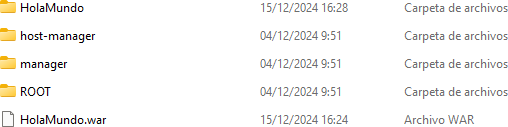 HolaMundo 15/12/2024 16:28 Carpeta de archivos
host-manager 04/12/2024 9:51 Carpeta de archivos
manager 04/12/2024 9:51 Carpeta de archivos
ROOT 04/12/2024 9:51 Carpeta de archivos
HolaMundo.war 15/12/2024 16:24 Archivo WAR